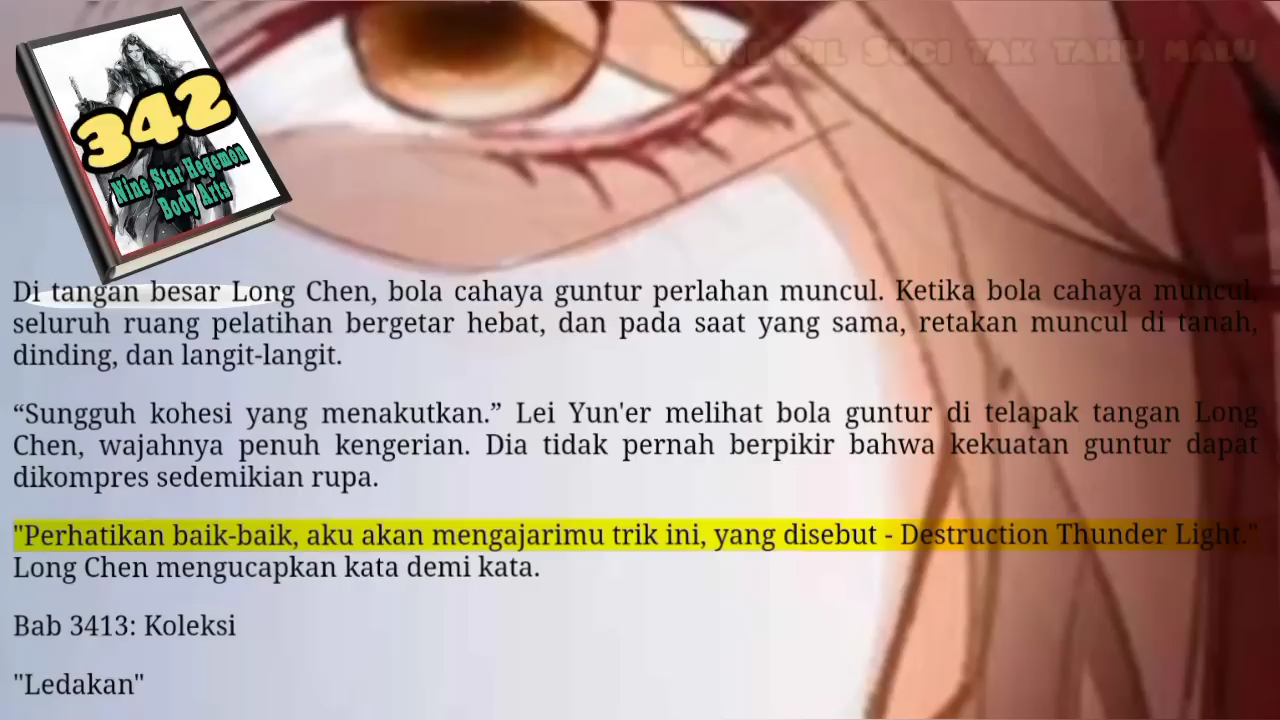 SUCI TAK TAHU MALU
342
Nine Star Hegemon
Body Arts
Di tangan besar Long Chen, bola cahaya guntur perlahan muncul. Ketika bola cahaya muncul,
seluruh ruang pelatihan bergetar hebat, dan pada saat yang sama, retakan muncul di tanah,
dinding, dan langit-langit.
“Sungguh kohesi yang menakutkan.” Lei Yun'er melihat bola guntur di telapak tangan Long
Chen, wajahnya penuh kengerian. Dia tidak pernah berpikir bahwa kekuatan guntur dapat
dikompres sedemikian rupa.
"Perhatikan baik-baik, aku akan mengajarimu trik ini, yang disebut - Destruction Thunder Light."
Long Chen mengucapkan kata demi kata.
Bab 3413: Koleksi
"Ledakan"